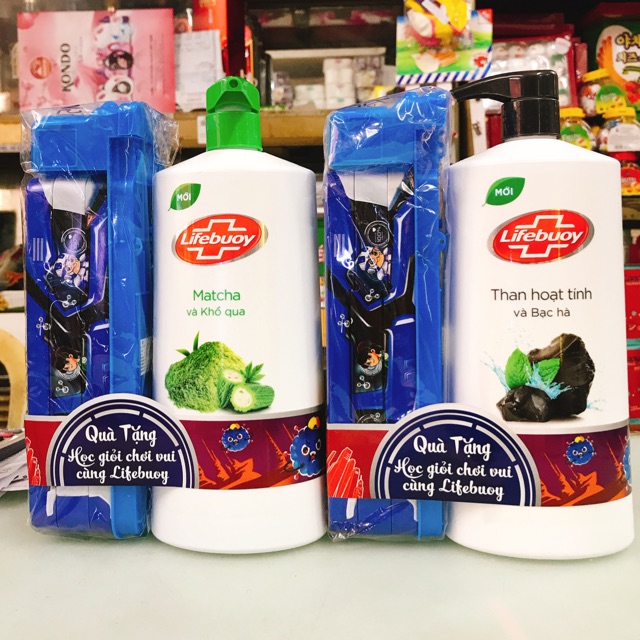 KONDO
MỚI
Lifebuoy
Matcha
và Khổ qua
Quà Tặng
Học giỏi chơi vui
cùng Lifebuoy
MỚI
Lifebuoy
Than hoạt tính
và Bạc hà
Quà Tặng
Học giỏi chơi vui
cùng Lifebuoy